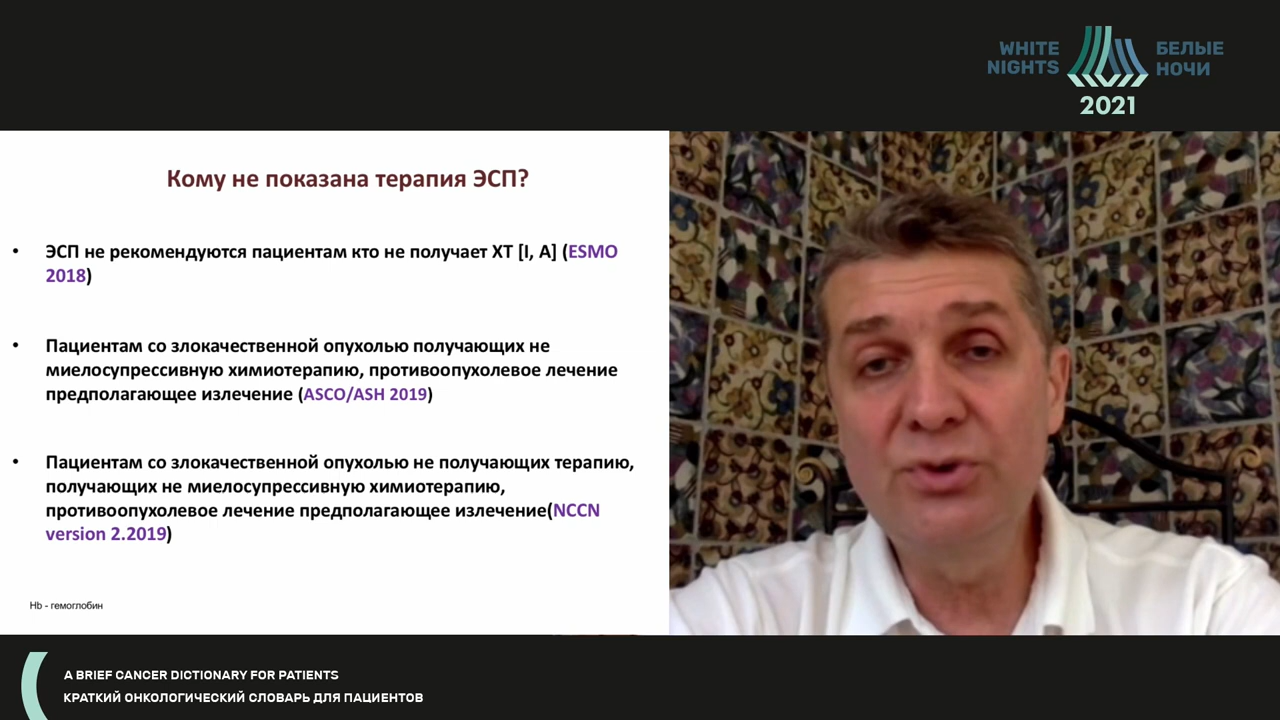 WHITE
NIGHTS
БЕЛЫЕ
НОЧИ
2021
Кому не показана терапия ЭСП?
• ЭСП не рекомендуются пациентам кто не получает ХТ [I, A] (ESMO
2018)
• Пациентам со злокачественной опухолью получающих не
миелосупрессивную химиотерапию, противоопухолевое лечение
предполагающее излечение (ASCO/ASH 2019)
• Пациентам со злокачественной опухолью не получающих терапию,
получающих не миелосупрессивную химиотерапию,
противоопухолевое лечение предполагающее излечение(NCCN
version 2.2019)
Hb - гемоглобин
A BRIEF CANCER DICTIONARY FOR PATIENTS
КРАТКИЙ ОНКОЛОГИЧЕСКИЙ СЛОВАРЬ ДЛЯ ПАЦИЕНТОВ